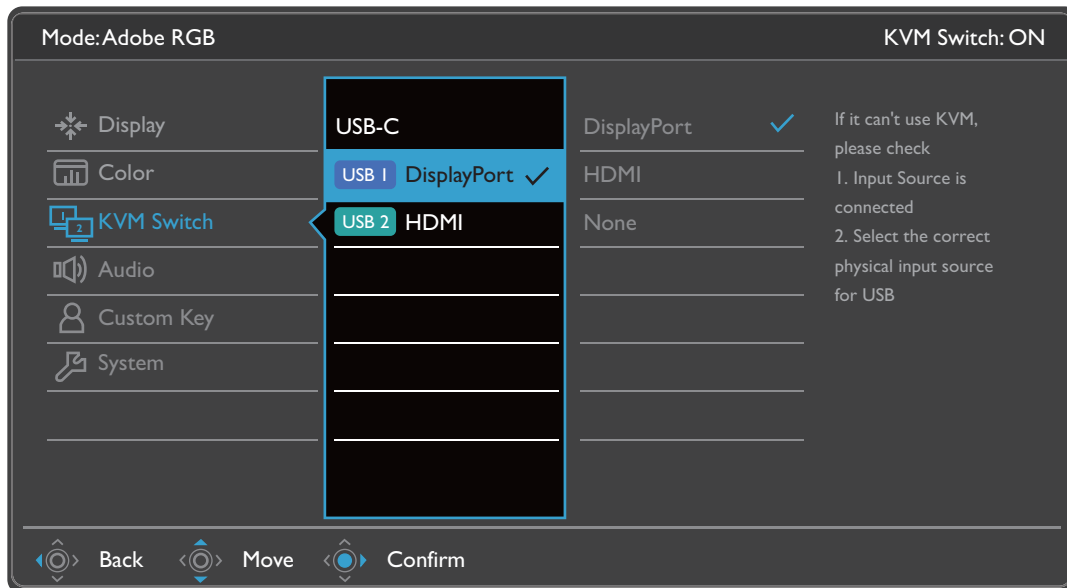 Mode: Adobe RGB
KVM Switch: ON
Display
Color
1 2 KVM Switch
Audio
Custom Key
System
USB-C
USB 1 DisplayPort
USB 2 HDMI
DisplayPort
HDMI
None
If it can't use KVM,
please check
1. Input Source is
connected
2. Select the correct
physical input source
for USB
Back
Move
Confirm